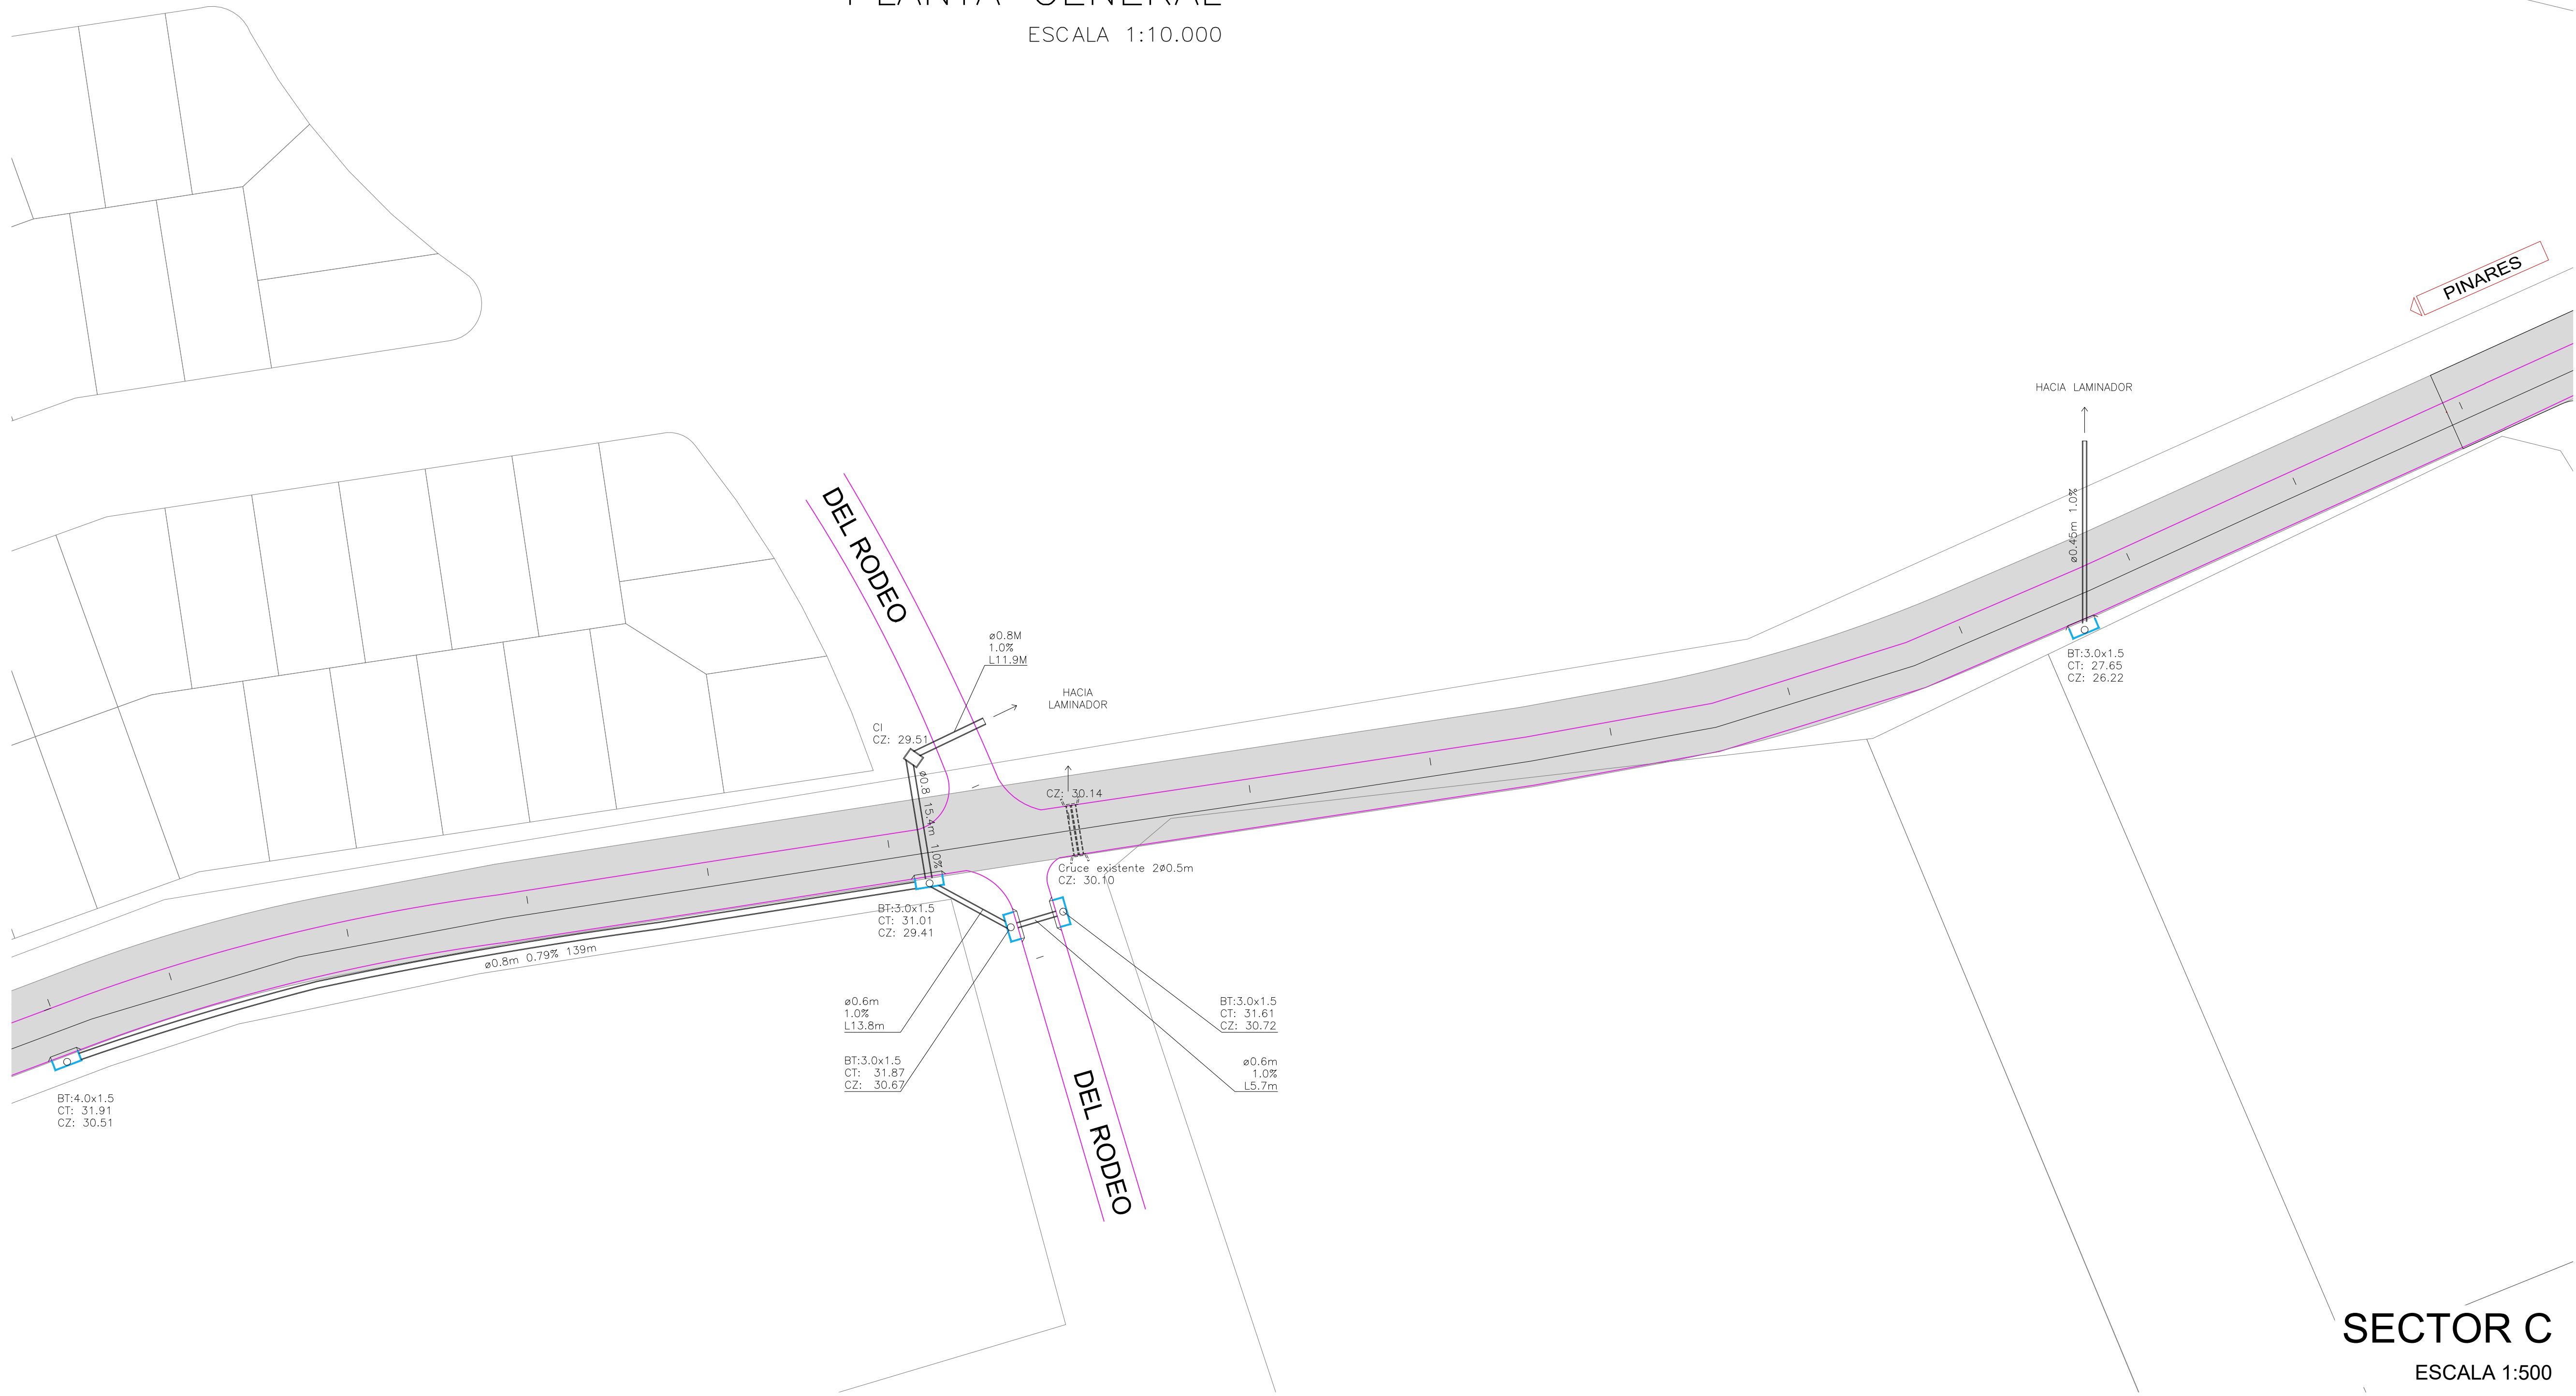 PLANTA GENERAL
ESCALA 1:10.000
PINARES
HACIA LAMINADOR
ø0.45m 1.0%
BT:3.0x1.5
CT: 27.65
CZ: 26.22
DEL RODEO
ø0.8M
1.0%
L11.9M
HACIA
LAMINADOR
CI
CZ: 29.51
ø0.8 15.4m 1.0%
CZ: 30.14
Cruce existente 2ø0.5m
CZ: 30.10
BT:3.0x1.5
CT: 31.01
CZ: 29.41
ø0.8m 0.79% 139m
ø0.6m
1.0%
L13.8m
BT:3.0x1.5
CT: 31.87
CZ: 30.67
BT:3.0x1.5
CT: 31.61
CZ: 30.72
ø0.6m
1.0%
L5.7m
BT:4.0x1.5
CT: 31.91
CZ: 30.51
DEL RODEO
SECTOR C
ESCALA 1:500